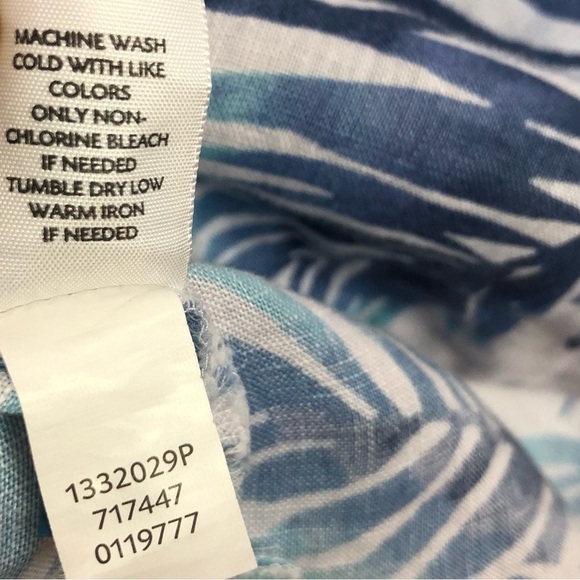 MACHINE WASH
COLD WITH LIKE
COLORS
ONLY NON-
CHLORINE BLEACH
IF NEEDED
TUMBLE DRY LOW
WARM IRON
IF NEEDED
1332029P
717447
0119777